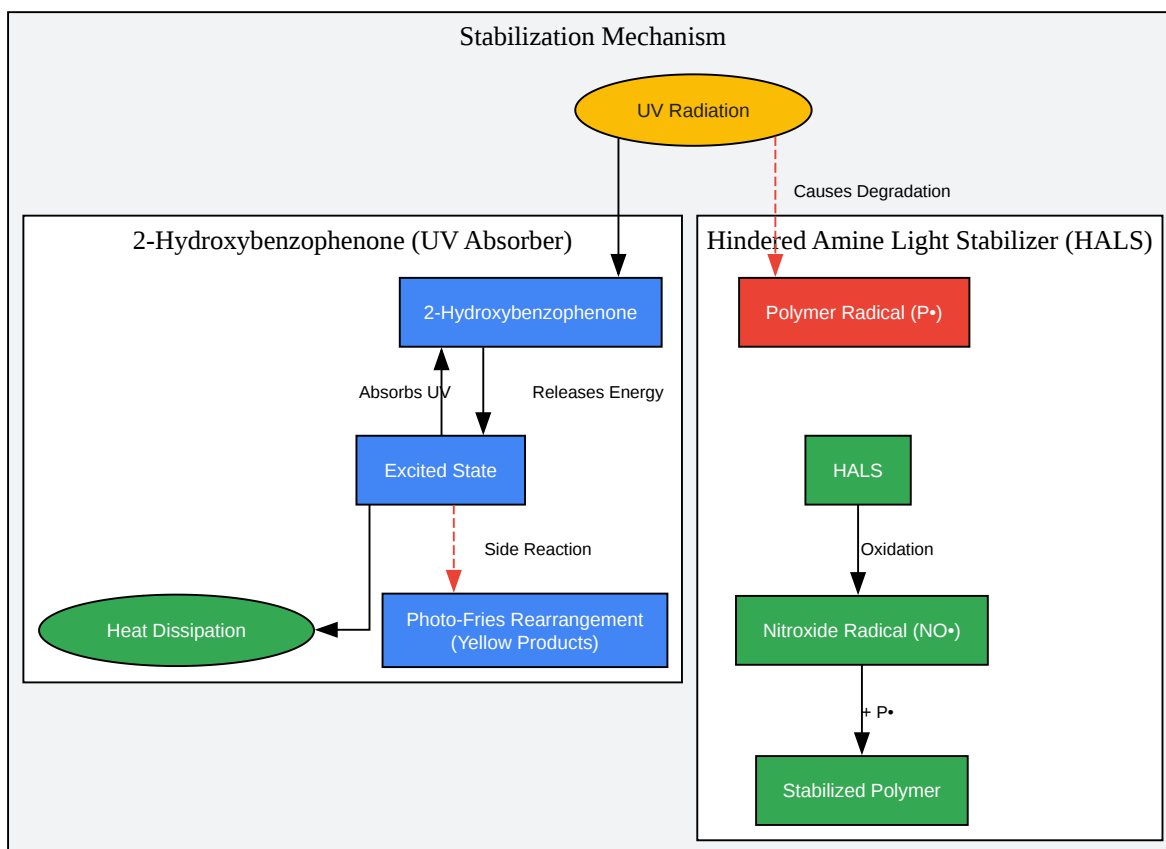 Stabilization Mechanism
UV Radiation
Causes Degradation
2-Hydroxybenzophenone (UV Absorber)
2-Hydroxybenzophenone
Absorbs UV
Releases Energy
Excited State
Side Reaction
Heat Dissipation
Photo-Fries Rearrangement
(Yellow Products)
Hindered Amine Light Stabilizer (HALS)
Polymer Radical (P•)
HALS
Oxidation
Nitroxide Radical (NO•)
+ P•
Stabilized Polymer